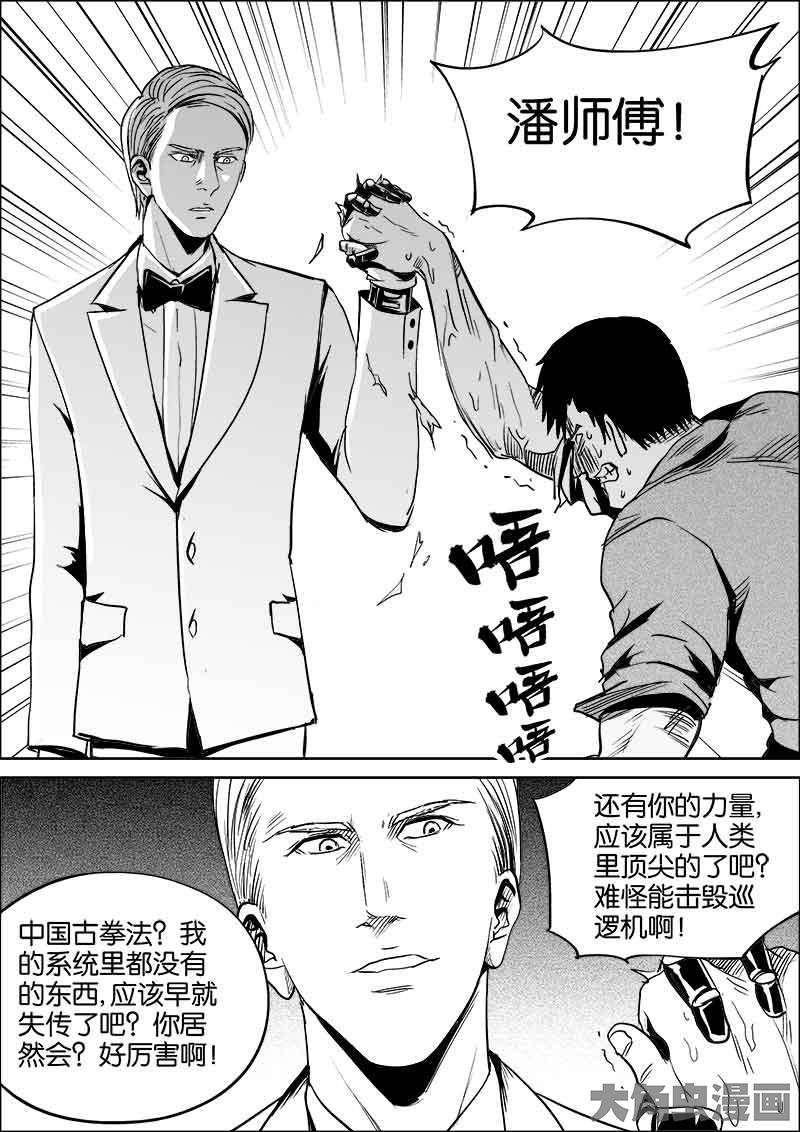 潘师傅！
唔
唔
唔
唔
还有你的力量，
应该属于人类
里顶尖的了吧？
难怪能击毁巡
逻机啊！
中国古拳法？我
的系统里都没有
的东西，应该早就
失传了吧？你居
然会？好厉害啊！
大角虫漫画